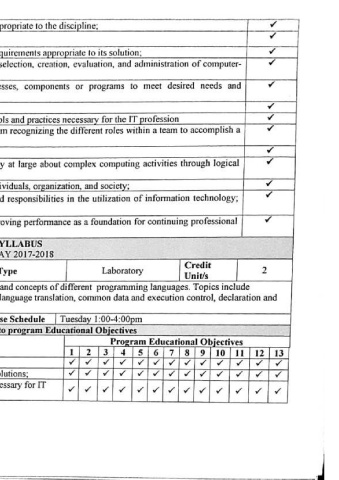 propriate to the discipline; ✓
✓
quirements appropriate to its solution; ✓
selection, creation, evaluation, and administration of computer- ✓
esses, components or programs to meet desired needs and ✓
✓
ols and practices necessary for the IT profession ✓
m recognizing the different roles within a team to accomplish a ✓
✓
y at large about complex computing activities through logical ✓
ividuals, organization, and society; ✓
d responsibilities in the utilization of information technology; ✓
oving performance as a foundation for continuing professional ✓
YLLABUS
AY 2017-2018
Type Laboratory Credit Unit/s 2
and concepts of different programming languages. Topics include
language translation, common data and execution control, declaration and
se Schedule Tuesday 1:00-4:00pm
to program Educational Objectives
Program Educational Objectives
1 2 3 4 5 6 7 8 9 10 11 12 13
✓ ✓ ✓ ✓ ✓ ✓ ✓ ✓ ✓ ✓ ✓ ✓ ✓
olutions; ✓ ✓ ✓ ✓ ✓ ✓ ✓ ✓ ✓ ✓ ✓ ✓ ✓
essary for IT ✓ ✓ ✓ ✓ ✓ ✓ ✓ ✓ ✓ ✓ ✓ ✓ ✓